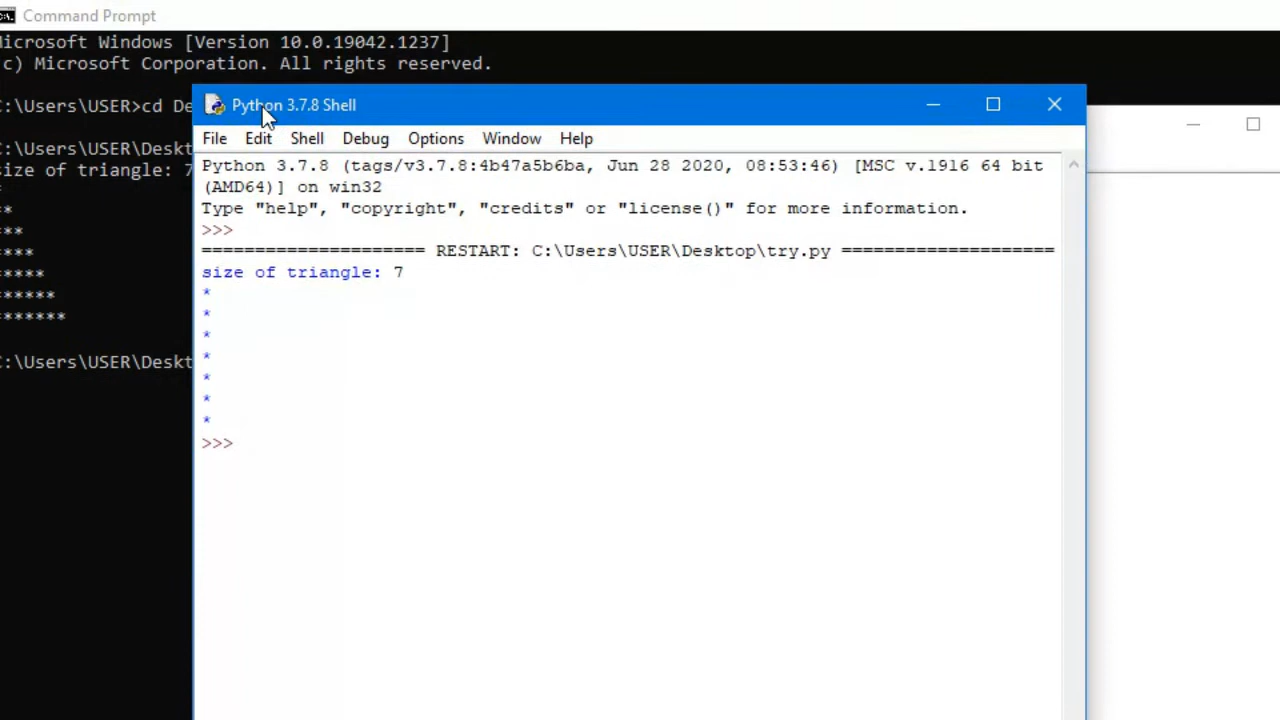 Command Prompt
Microsoft Windows [Version 10.0.19042.1237]
c) Microsoft Corporation. All rights reserved.
C:\Users\USER>cd De
C:\Users\USER\Deskt
size of triangle: 7
*
**
***
****
*****
******
*******
C:\Users\USER\Deskt
Python 3.7.8 Shell
File Edit Shell Debug Options Window Help
Python 3.7.8 (tags/v3.7.8:4b47a5b6ba, Jun 28 2020, 08:53:46) [MSC v.1916 64 bit
(AMD64)] on win32
Type "help", "copyright", "credits" or "license()" for more information.
>>>
===================== RESTART: C:\Users\USER\Desktop\try.py ====================
size of triangle: 7
*
*
*
*
*
*
*
>>>